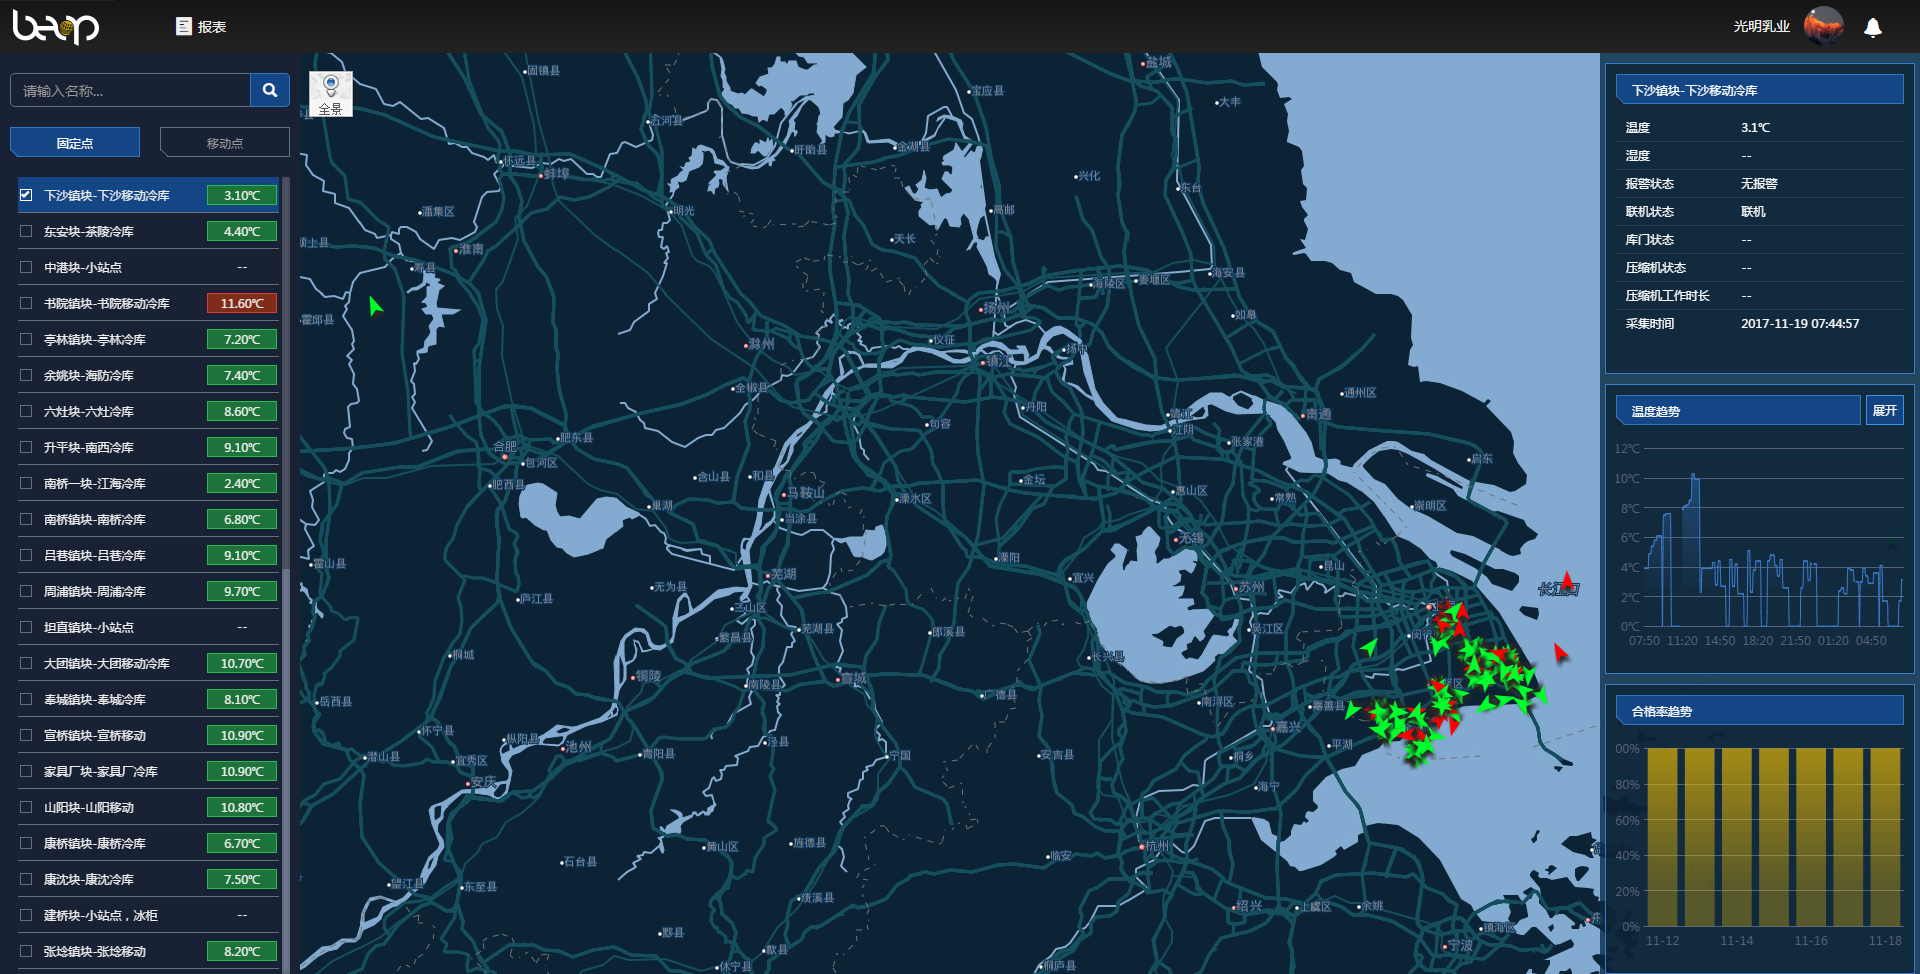 beop
报表
光明乳业
请输入名称...
固定点
移动点
下沙镇块-下沙移动冷库 3.10℃
东安块-茶陵冷库 4.40℃
中港块-小站点 --
书院镇块-书院移动冷库 11.60℃
亭林镇块-亭林冷库 7.20℃
余姚块-海防冷库 7.40℃
六灶块-六灶冷库 8.60℃
升平块-南西冷库 9.10℃
南桥一块-江海冷库 2.40℃
南桥镇块-南桥冷库 6.80℃
吕巷镇块-吕巷冷库 9.10℃
周浦镇块-周浦冷库 9.70℃
坦直镇块-小站点 --
大团镇块-大团移动冷库 10.70℃
奉城镇块-奉城冷库 8.10℃
宣桥镇块-宣桥移动 10.90℃
家具厂块-家具厂冷库 10.90℃
山阳块-山阳移动 10.80℃
康桥镇块-康桥冷库 6.70℃
康沈块-康沈冷库 7.50℃
建桥块-小站点，冰柜 --
张埝镇块-张埝移动 8.20℃
全景
固镇县
盐城
宝应县
大丰
五河县
怀远县
蚌埠
盱眙县
金湖县
兴化
东台
潘集区
明光
高邮
天长
淮南
寿县
海安县
海陵区
姜堰区
霍邱县
扬州
如皋
滁州
仪征
扬中
镇江
全椒县
通州区
丹阳
靖江
南通
句容
江阴
合肥
肥东县
张家港
包河区
启东
肥西县
含山县
和县
马鞍山
金坛
惠山区
常熟
崇明区
巢湖
溧水区
当涂县
无锡
霍山县
溧阳
昆山
芜湖
宜兴
苏州
长江口
无为县
庐江县
三山区
繁昌县
芜湖县
郎溪县
吴江区
桐城
长兴县
铜陵
南陵县
宣城
广德县
岳西县
南浔区
嘉善县
怀宁县
枞阳县
池州
泾县
嘉兴
平湖
潜山县
宜秀区
青阳县
宁国
安吉县
桐乡
安庆
海宁
黄山区
旌德县
杭州
石台县
临安
望江县
东至县
绩溪县
绍兴
上虞区
余姚
镇海区
黟县
歙县
宁波
休宁县
桐庐县
下沙镇块-下沙移动冷库
温度 3.1℃
湿度 --
报警状态 无报警
联机状态 联机
库门状态 --
压缩机状态 --
压缩机工作时长 --
采集时间 2017-11-19 07:44:57
温度趋势 展开
12℃
10℃
8℃
6℃
4℃
2℃
0℃
07:50 11:20 14:50 18:20 21:50 01:20 04:50
合格率趋势
00%
80%
60%
40%
20%
0%
11-12 11-14 11-16 11-18